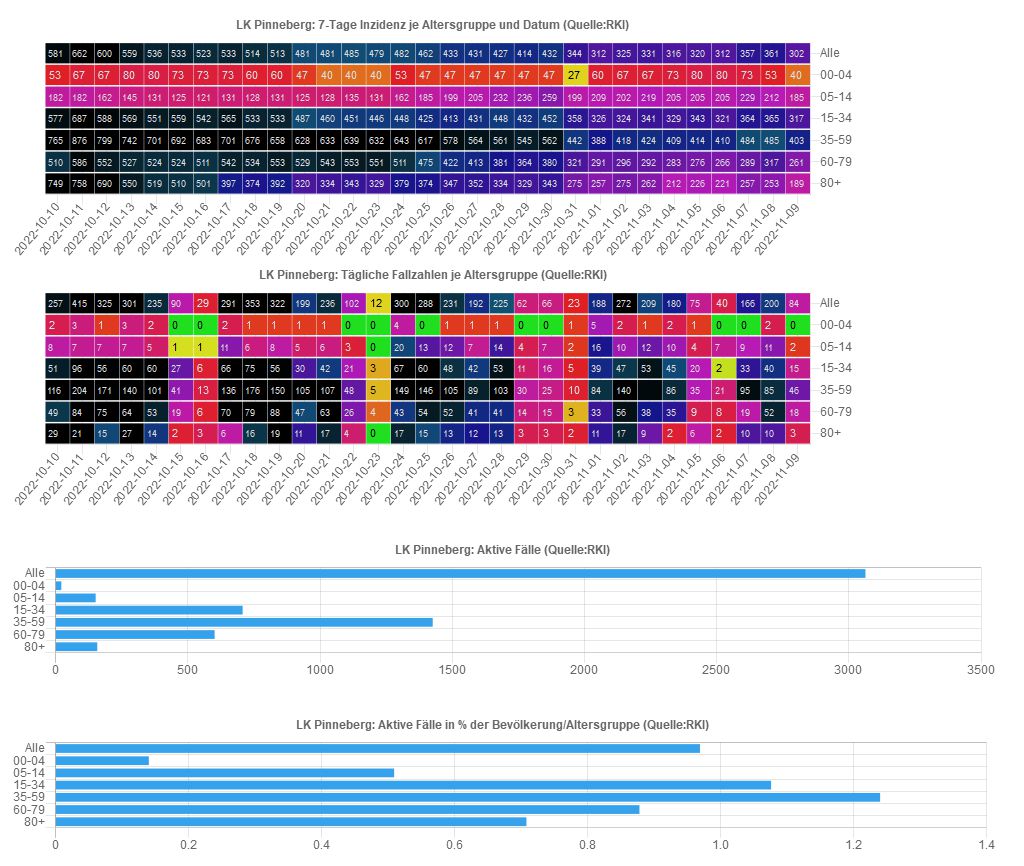 LK Pinneberg: 7-Tage Inzidenz je Altersgruppe und Datum (Quelle:RKI)
581 662 600 559 536 533 523 533 514 513 481 481 485 479 482 462 433 431 427 414 432 344 312 325 331 316 320 312 357 361 302 Alle
53 67 67 80 80 73 73 73 60 60 47 40 40 40 53 47 47 47 47 47 47 27 60 67 67 73 80 80 73 53 40 00-04
182 182 162 145 131 125 121 131 128 131 125 128 135 131 162 185 199 205 232 236 259 199 209 202 219 205 205 205 229 212 185 05-14
577 687 588 569 551 559 542 565 533 533 487 460 451 446 448 425 413 431 448 432 452 358 326 324 341 329 343 321 364 365 317 15-34
765 876 799 742 701 692 683 701 676 658 628 633 639 632 643 617 578 564 561 545 562 442 388 418 424 409 414 410 484 485 403 35-59
510 586 552 527 524 524 511 542 534 553 529 543 553 551 511 475 422 413 381 364 380 321 291 296 292 283 276 266 289 317 261 60-79
749 758 690 550 519 510 501 397 374 392 320 334 343 329 379 379 374 356 334 329 343 275 257 275 262 212 226 221 257 253 189 80+
2022-10-10 2022-10-11 2022-10-12 2022-10-13 2022-10-14 2022-10-15 2022-10-16 2022-10-17 2022-10-18 2022-10-19 2022-10-20 2022-10-21 2022-10-22 2022-10-23 2022-10-24 2022-10-25 2022-10-26 2022-10-27 2022-10-28 2022-10-29 2022-10-30 2022-10-31 2022-11-01 2022-11-02 2022-11-03 2022-11-04 2022-11-05 2022-11-06 2022-11-07 2022-11-08 2022-11-09
LK Pinneberg: Tägliche Fallzahlen je Altersgruppe (Quelle:RKI)
257 415 325 301 235 90 29 291 353 322 199 236 102 12 300 288 231 192 225 62 66 23 188 272 209 180 75 40 166 200 84 Alle
2 3 1 3 2 0 0 2 1 1 1 1 0 0 4 0 1 1 1 0 0 1 5 2 1 2 1 0 0 2 0 00-04
8 7 7 7 5 1 1 11 6 8 5 6 3 0 20 13 12 7 14 4 7 2 16 10 12 10 4 7 9 11 2 05-14
51 96 56 60 60 27 6 66 75 56 30 42 21 3 67 60 48 42 53 11 16 5 39 47 53 45 20 2 33 40 15 15-34
116 204 171 140 101 41 13 136 176 150 105 107 48 5 149 146 105 89 103 30 25 10 84 140 86 86 35 21 95 85 46 35-59
49 84 75 64 53 19 6 70 79 88 47 63 26 4 43 54 52 41 41 14 15 3 33 56 38 35 9 8 19 52 18 60-79
29 21 15 27 14 2 3 6 16 19 11 17 4 0 17 15 13 12 13 3 3 2 11 17 9 2 6 2 10 10 3 80+
2022-10-10 2022-10-11 2022-10-12 2022-10-13 2022-10-14 2022-10-15 2022-10-16 2022-10-17 2022-10-18 2022-10-19 2022-10-20 2022-10-21 2022-10-22 2022-10-23 2022-10-24 2022-10-25 2022-10-26 2022-10-27 2022-10-28 2022-10-29 2022-10-30 2022-10-31 2022-11-01 2022-11-02 2022-11-03 2022-11-04 2022-11-05 2022-11-06 2022-11-07 2022-11-08 2022-11-09
LK Pinneberg: Aktive Fälle (Quelle:RKI)
Alle
00-04
05-14
15-34
35-59
60-79
80+
0 500 1000 1500 2000 2500 3000 3500
LK Pinneberg: Aktive Fälle in % der Bevölkerung/Altersgruppe (Quelle:RKI)
Alle
00-04
05-14
15-34
35-59
60-79
80+
0 0.2 0.4 0.6 0.8 1.0 1.2 1.4